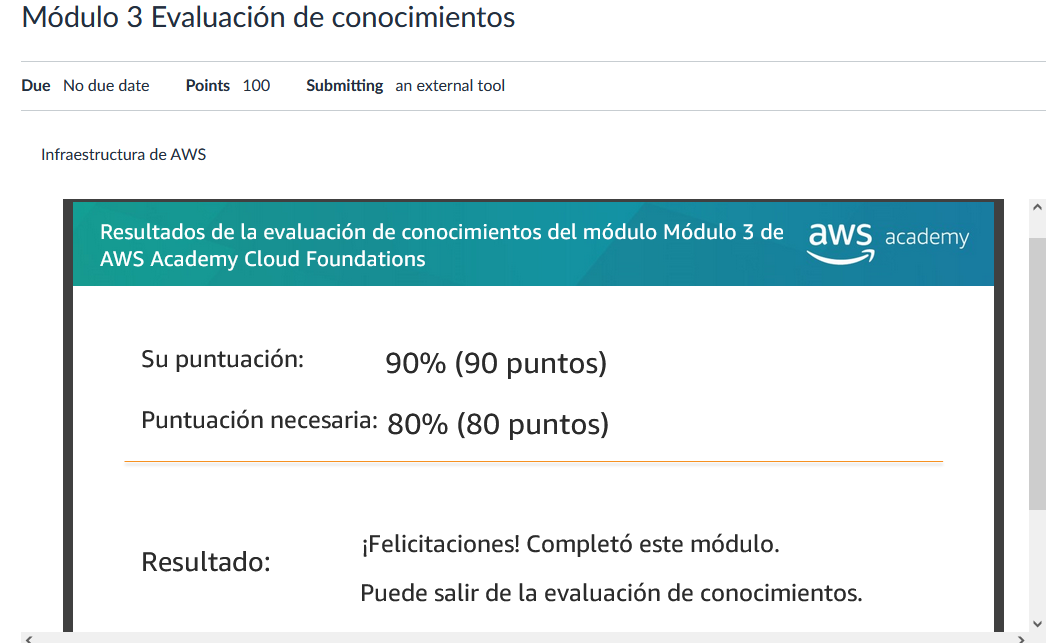 Módulo 3 Evaluación de conocimientos
Due No due date Points 100 Submitting an external tool
Infraestructura de AWS
Resultados de la evaluación de conocimientos del módulo Módulo 3 de
AWS Academy Cloud Foundations
aws academy
Su puntuación: 90% (90 puntos)
Puntuación necesaria: 80% (80 puntos)
Resultado:
¡Felicitaciones! Completó este módulo.
Puede salir de la evaluación de conocimientos.